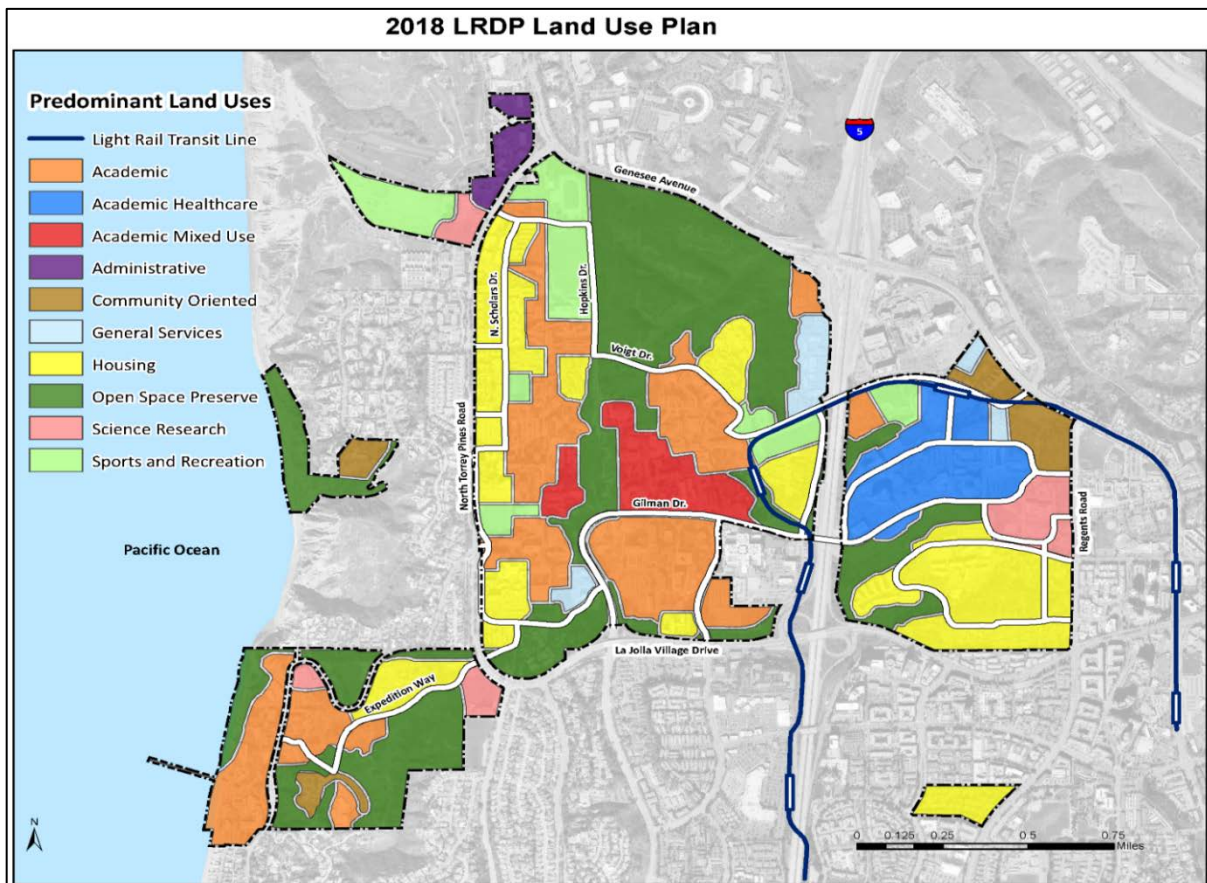 2018 LRDP Land Use Plan
Predominant Land Uses
Light Rail Transit Line
Academic
Academic Healthcare
Academic Mixed Use
Administrative
Community Oriented
General Services
Housing
Open Space Preserve
Science Research
Sports and Recreation
5
Genesee Avenue
N. Scholars Dr.
Hopkins Dr.
Voigt Dr.
North Torrey Pines Road
Gilman Dr.
Regents Road
Pacific Ocean
La Jolla Village Drive
Expedition Way
N
0 0.125 0.25 0.5 0.75
Miles